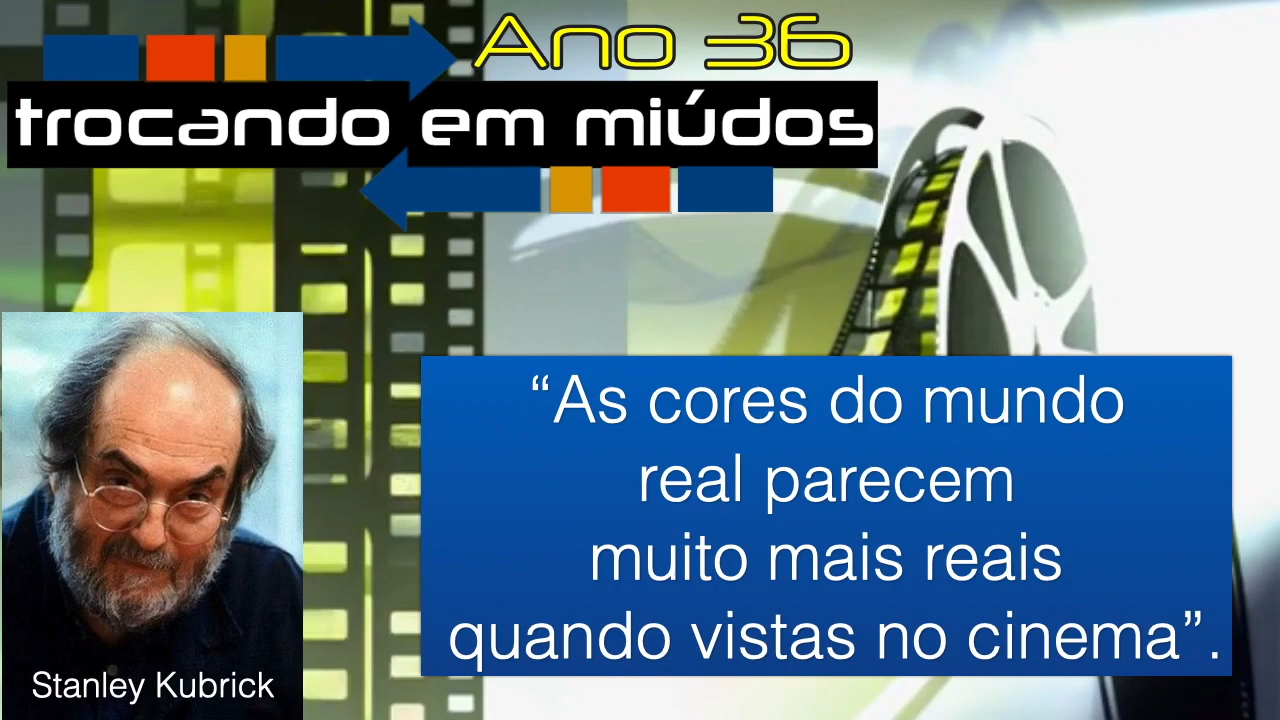 Ano 36
trocando em miúdos
“As cores do mundo
real parecem
muito mais reais
quando vistas no cinema”.
Stanley Kubrick